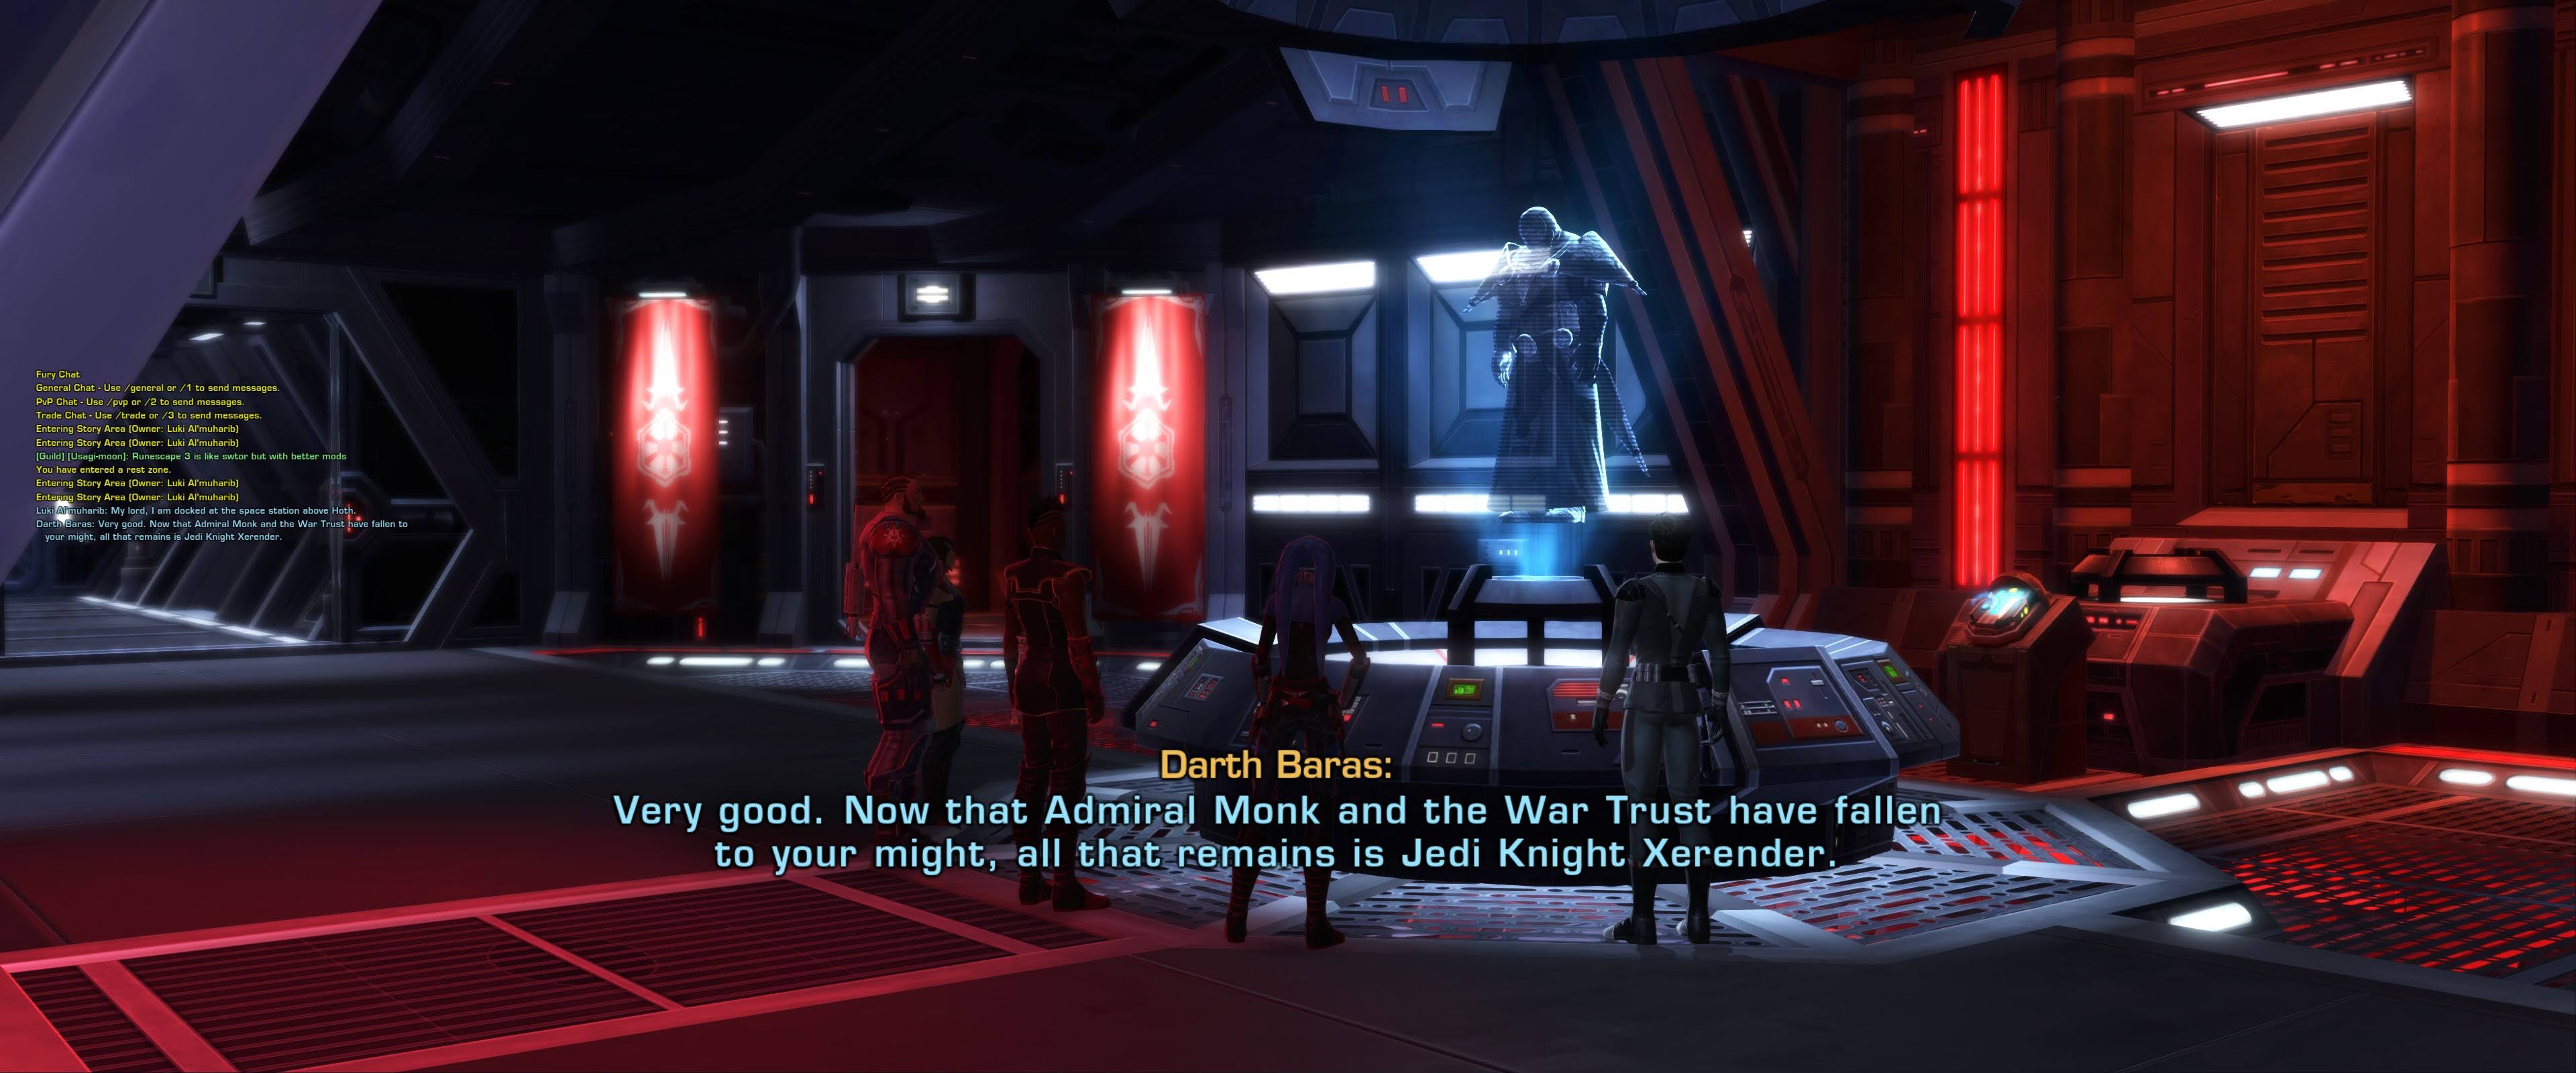 Fury Chat
General Chat - Use /general or /1 to send messages.
PvP Chat - Use /pvp or /2 to send messages.
Trade Chat - Use /trade or /3 to send messages.
Entering Story Area (Owner: Luki Al'muharib)
Entering Story Area (Owner: Luki Al'muharib)
[Guild] [Usagi-moon]: Runescape 3 is like swtor but with better mods
You have entered a rest zone.
Entering Story Area (Owner: Luki Al'muharib)
Entering Story Area (Owner: Luki Al'muharib)
Luki Al'muharib: My lord, I am docked at the space station above Hoth.
Darth Baras: Very good. Now that Admiral Monk and the War Trust have fallen to
your might, all that remains is Jedi Knight Xerender.
Darth Baras:
Very good. Now that Admiral Monk and the War Trust have fallen
to your might, all that remains is Jedi Knight Xerender.